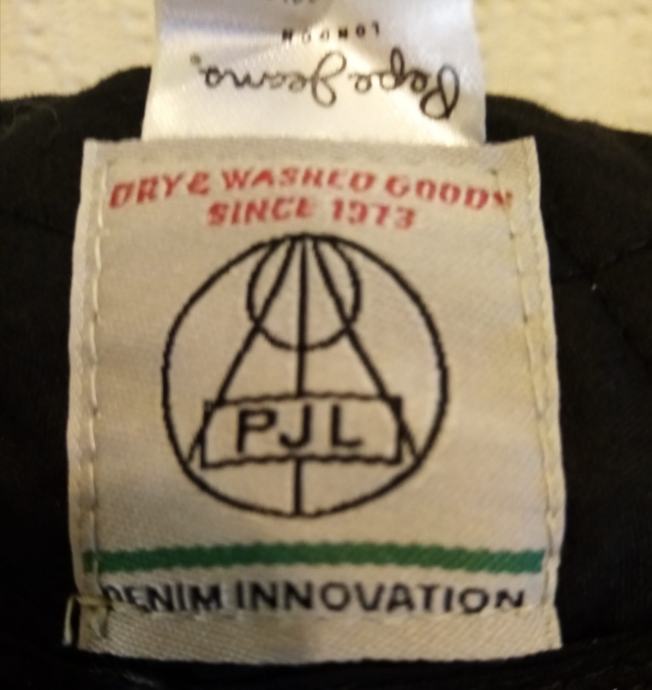 LONDON
Pepe Jeans
DRY & WASHED GOODS
SINCE 1973
PJL
DENIM INNOVATION